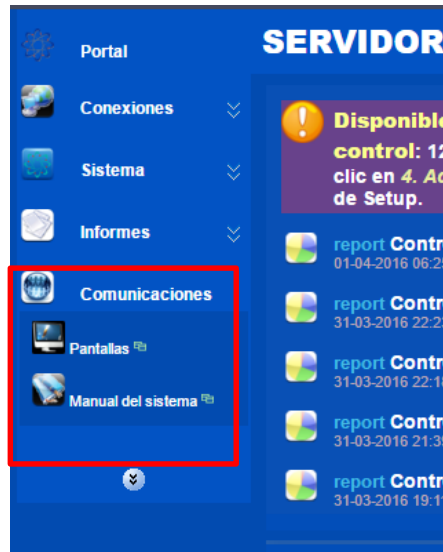 Portal
Conexiones
Sistema
Informes
Comunicaciones
Pantallas
Manual del sistema
SERVIDOR
Disponible
control: 12
clic en 4. Ac
de Setup.
report Contr
01-04-2016 06:25
report Contr
31-03-2016 22:2
report Contr
31-03-2016 22:18
report Contr
31-03-2016 21:39
report Contr
31-03-2016 19:1